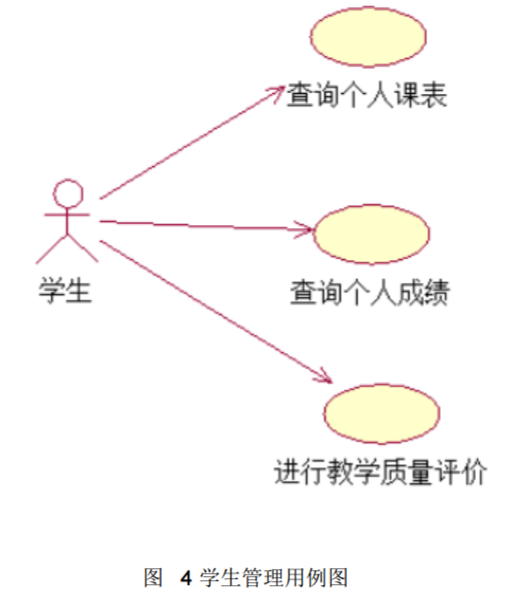 查询个人课表
学生
查询个人成绩
进行教学质量评价
图 4 学生管理用例图